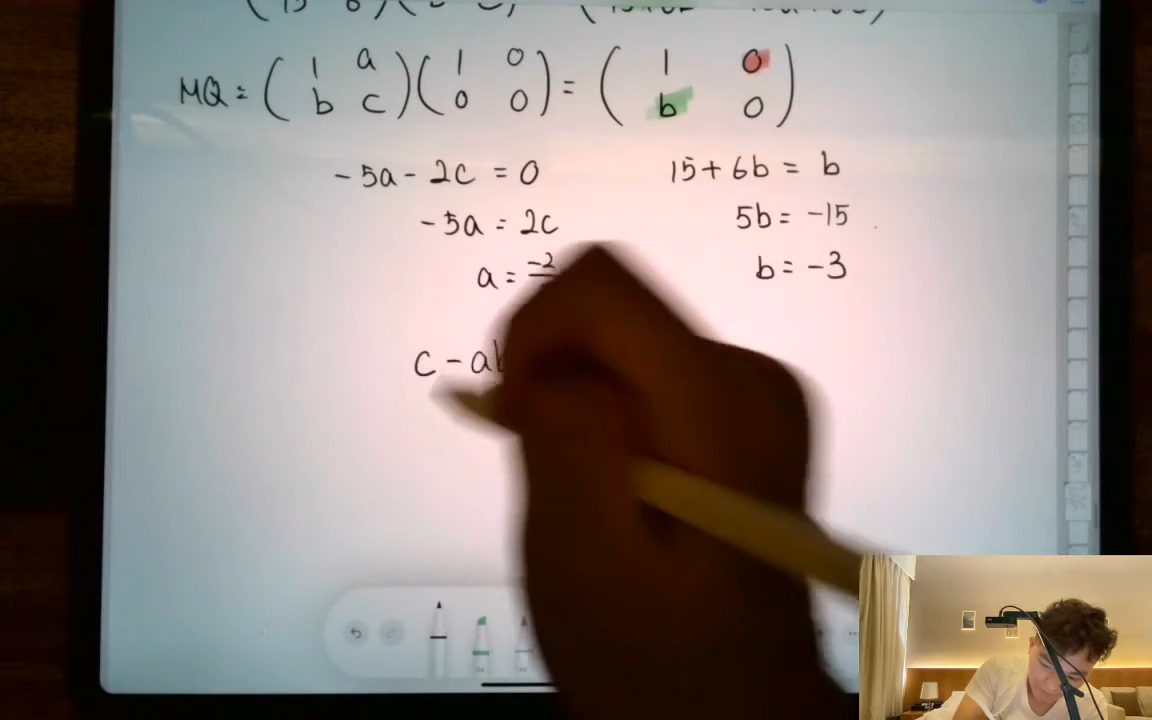 MQ = ( 1 a b c ) ( 1 0 0 0 ) = ( 1 0 b 0 )
-5a - 2c = 0
-5a = 2c
a = -2
c - a
15 + 6b = b
5b = -15
b = -3